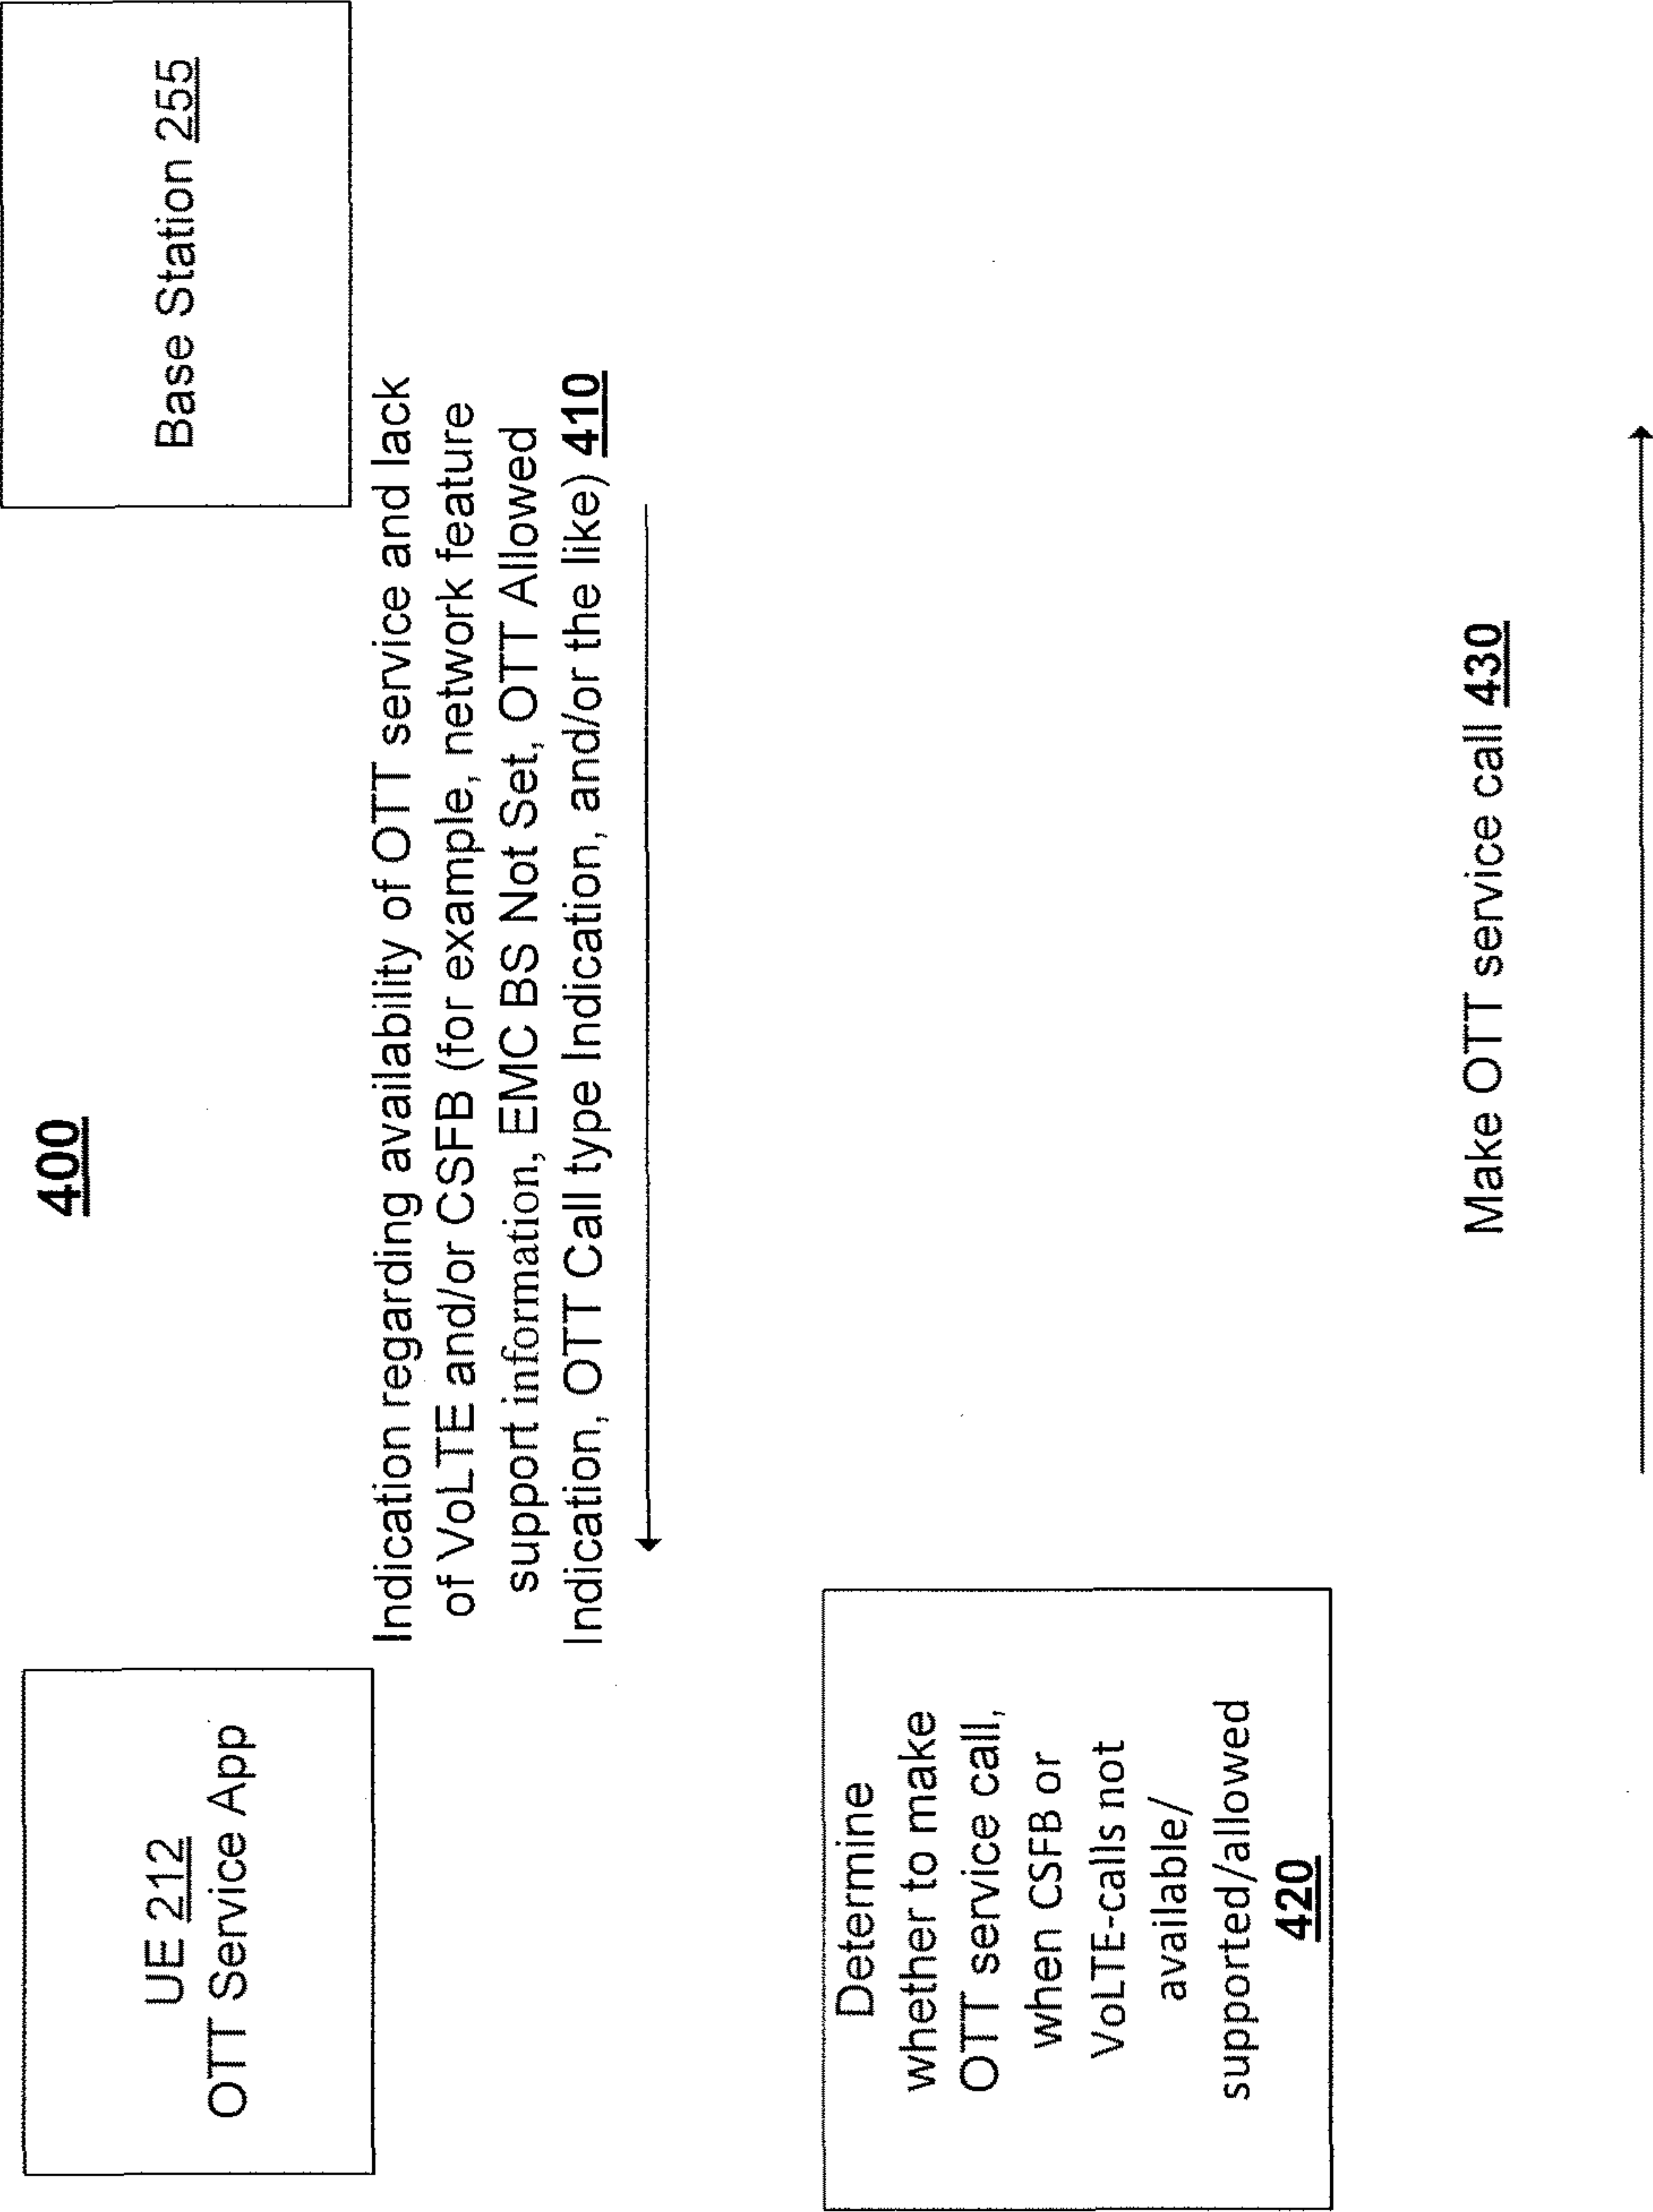 400
UE 212
OTT Service App
Base Station 255
Indication regarding availability of OTT service and lack
of VoLTE and/or CSFB (for example, network feature
support information, EMC BS Not Set, OTT Allowed
Indication, OTT Call type Indication, and/or the like) 410
Determine
whether to make
OTT service call,
when CSFB or
VoLTE-calls not
available/
supported/allowed
420
Make OTT service call 430